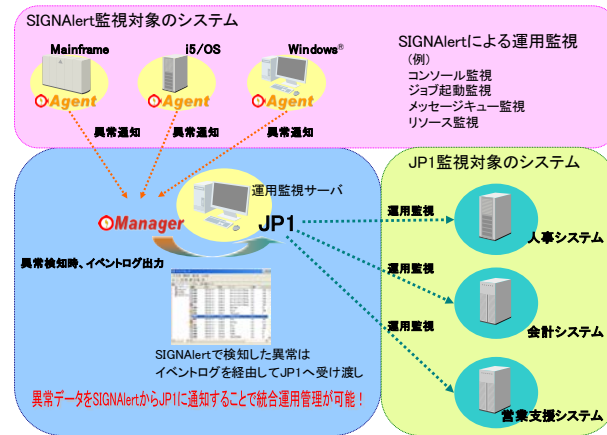 SIGNAlert監視対象のシステム
Mainframe
i5/OS
Windows®
Agent
Agent
Agent
SIGNAlertによる運用監視
(例)
コンソール監視
ジョブ起動監視
メッセージキュー監視
リソース監視
異常通知
異常通知
異常通知
JP1監視対象のシステム
運用監視サーバ
Manager
JP1
異常検知時、イベントログ出力
運用監視
人事システム
運用監視
会計システム
運用監視
営業支援システム
SIGNAlertで検知した異常は
イベントログを経由してJP1へ受け渡し
異常データをSIGNAlertからJP1に通知することで統合運用管理が可能！